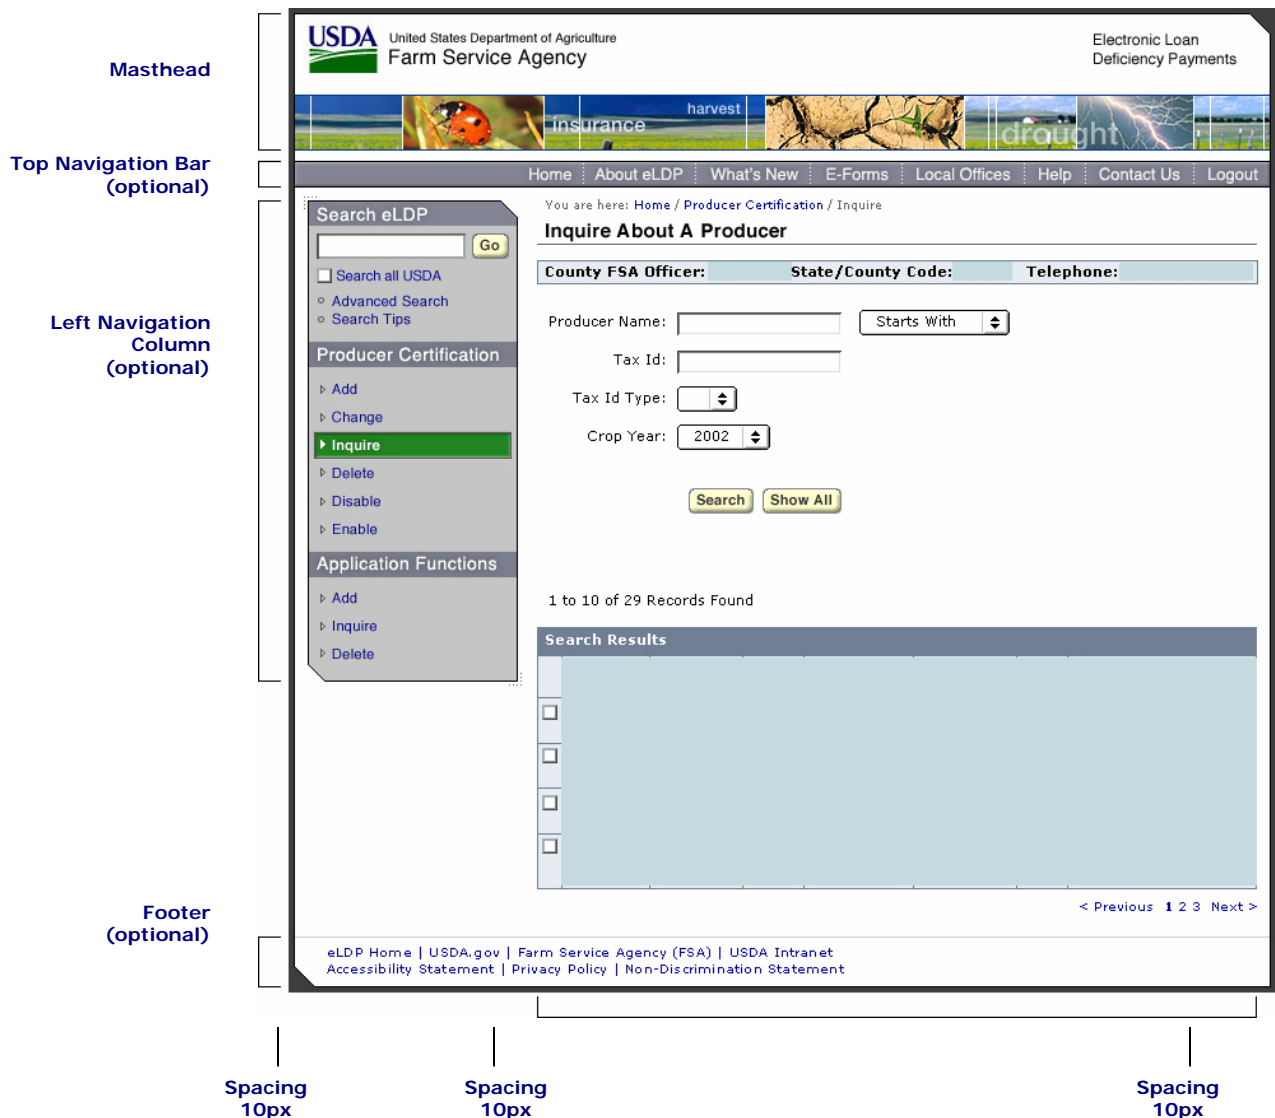 Masthead
USDA United States Department of Agriculture
Farm Service Agency
Electronic Loan
Deficiency Payments
insurance harvest drought
Top Navigation Bar
(optional)
Home About eLDP What's New E-Forms Local Offices Help Contact Us Logout
Left Navigation
Column
(optional)
Search eLDP
Go
Search all USDA
Advanced Search
Search Tips
Producer Certification
Add
Change
Inquire
Delete
Disable
Enable
Application Functions
Add
Inquire
Delete
You are here: Home / Producer Certification / Inquire
Inquire About A Producer
County FSA Officer: State/County Code: Telephone:
Producer Name: Starts With
Tax Id:
Tax Id Type:
Crop Year: 2002
Search Show All
1 to 10 of 29 Records Found
Search Results
< Previous 1 2 3 Next >
Footer
(optional)
eLDP Home | USDA.gov | Farm Service Agency (FSA) | USDA Intranet
Accessibility Statement | Privacy Policy | Non-Discrimination Statement
Spacing
10px
Spacing
10px
Spacing
10px